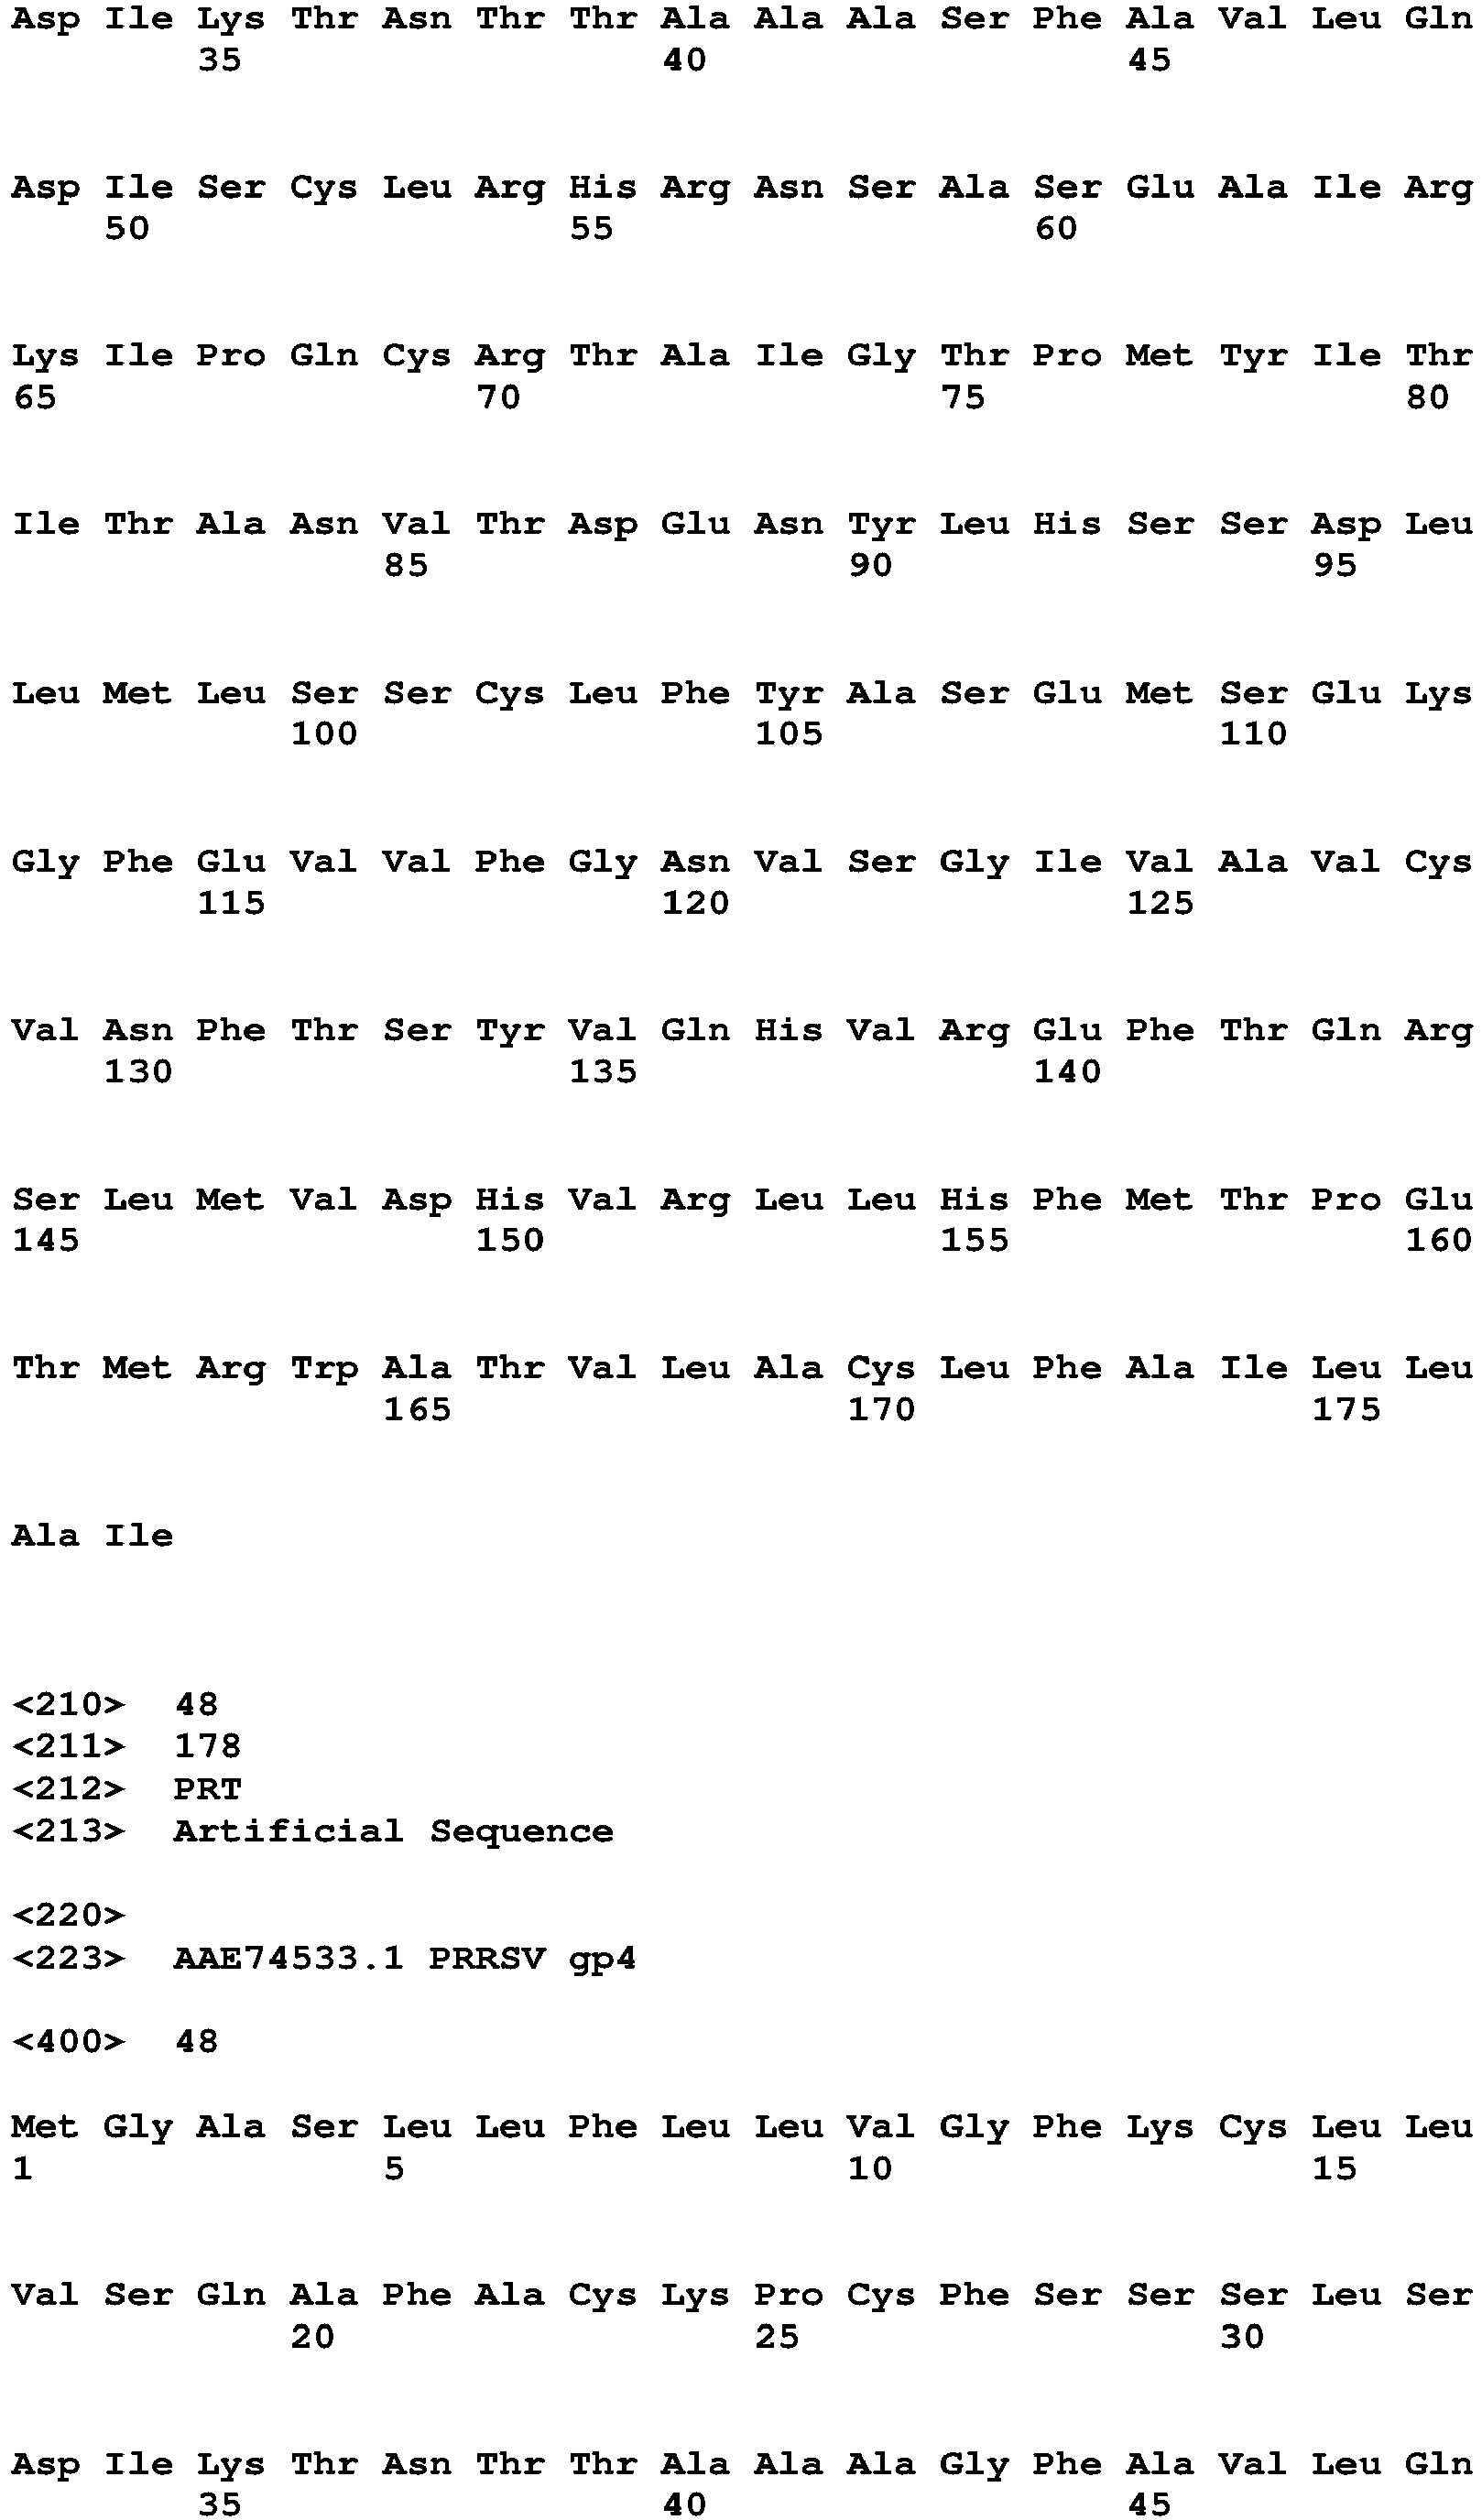 Asp Ile Lys Thr Asn Thr Thr Ala Ala Ala Ser Phe Ala Val Leu Gln
35 40 45
Asp Ile Ser Cys Leu Arg His Arg Asn Ser Ala Ser Glu Ala Ile Arg
50 55 60
Lys Ile Pro Gln Cys Arg Thr Ala Ile Gly Thr Pro Met Tyr Ile Thr
65 70 75 80
Ile Thr Ala Asn Val Thr Asp Glu Asn Tyr Leu His Ser Ser Asp Leu
85 90 95
Leu Met Leu Ser Ser Cys Leu Phe Tyr Ala Ser Glu Met Ser Glu Lys
100 105 110
Gly Phe Glu Val Val Phe Gly Asn Val Ser Gly Ile Val Ala Val Cys
115 120 125
Val Asn Phe Thr Ser Tyr Val Gln His Val Arg Glu Phe Thr Gln Arg
130 135 140
Ser Leu Met Val Asp His Val Arg Leu Leu His Phe Met Thr Pro Glu
145 150 155 160
Thr Met Arg Trp Ala Thr Val Leu Ala Cys Leu Phe Ala Ile Leu Leu
165 170 175
Ala Ile
<210> 48
<211> 178
<212> PRT
<213> Artificial Sequence
<220>
<223> AAE74533.1 PRRSV gp4
<400> 48
Met Gly Ala Ser Leu Leu Phe Leu Leu Val Gly Phe Lys Cys Leu Leu
1 5 10 15
Val Ser Gln Ala Phe Ala Cys Lys Pro Cys Phe Ser Ser Ser Leu Ser
20 25 30
Asp Ile Lys Thr Asn Thr Thr Ala Ala Ala Gly Phe Ala Val Leu Gln
35 40 45